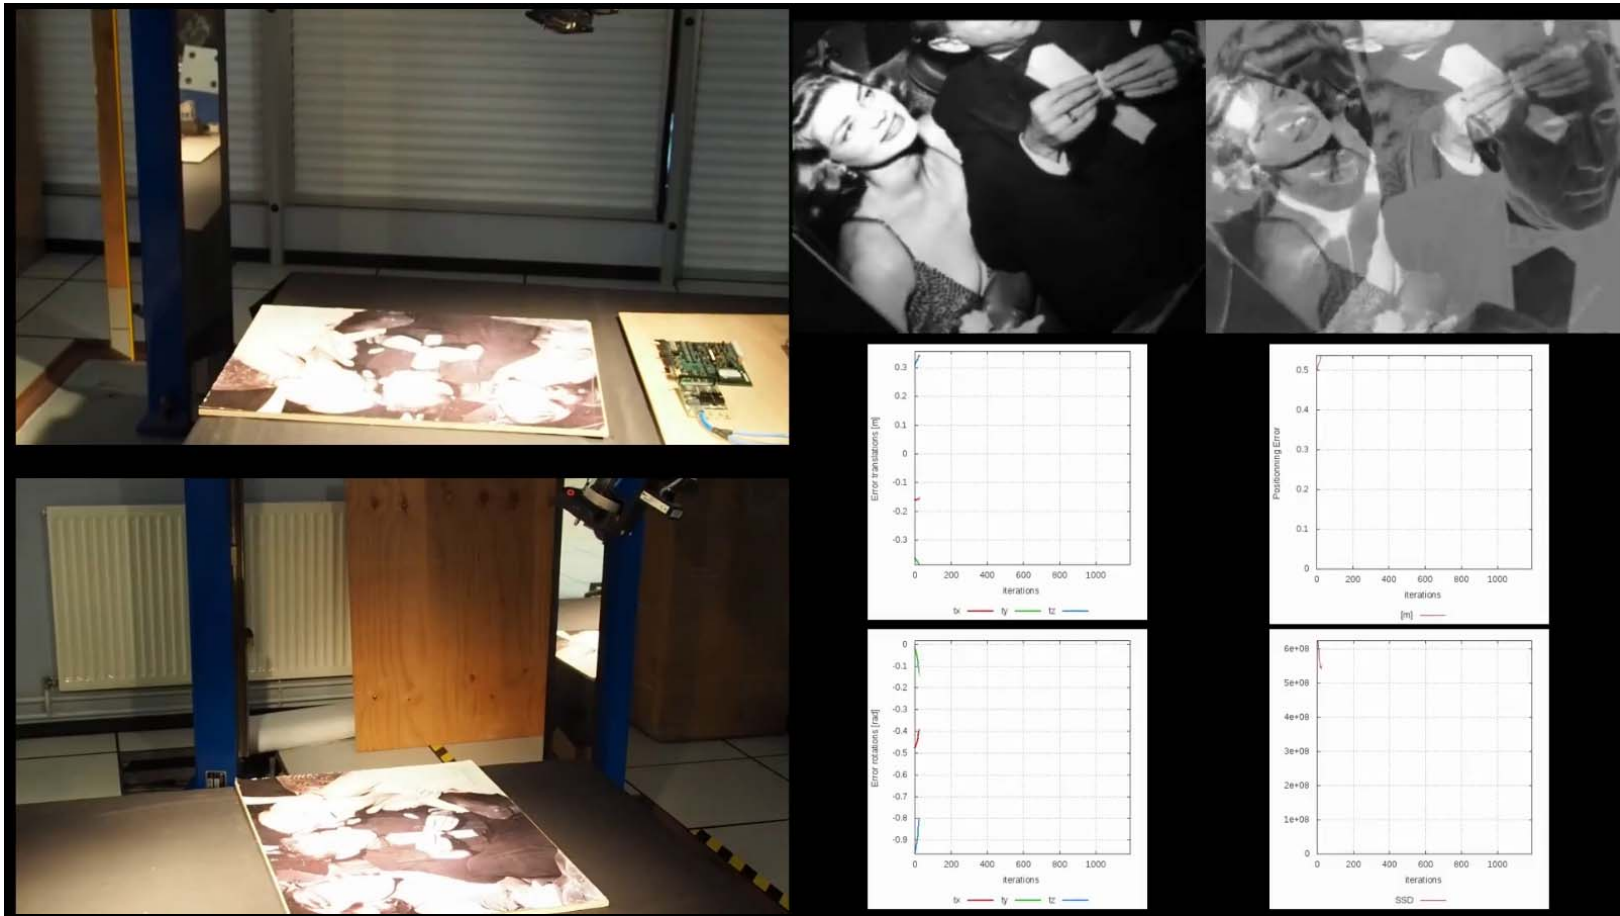 0.3
0.2
0.1
0
-0.1
-0.2
-0.3
Error translations [m]
0 200 400 600 800 1000
iterations
tx ty tz
0.5
0.4
0.3
0.2
0.1
0
Positionning Error
0 200 400 600 800 1000
iterations
[m]
0
-0.1
-0.2
-0.3
-0.4
-0.5
-0.6
-0.7
-0.8
-0.9
Error rotations [rad]
0 200 400 600 800 1000
iterations
tx ty tz
6e+08
5e+08
4e+08
3e+08
2e+08
1e+08
0
0 200 400 600 800 1000
iterations
SSD